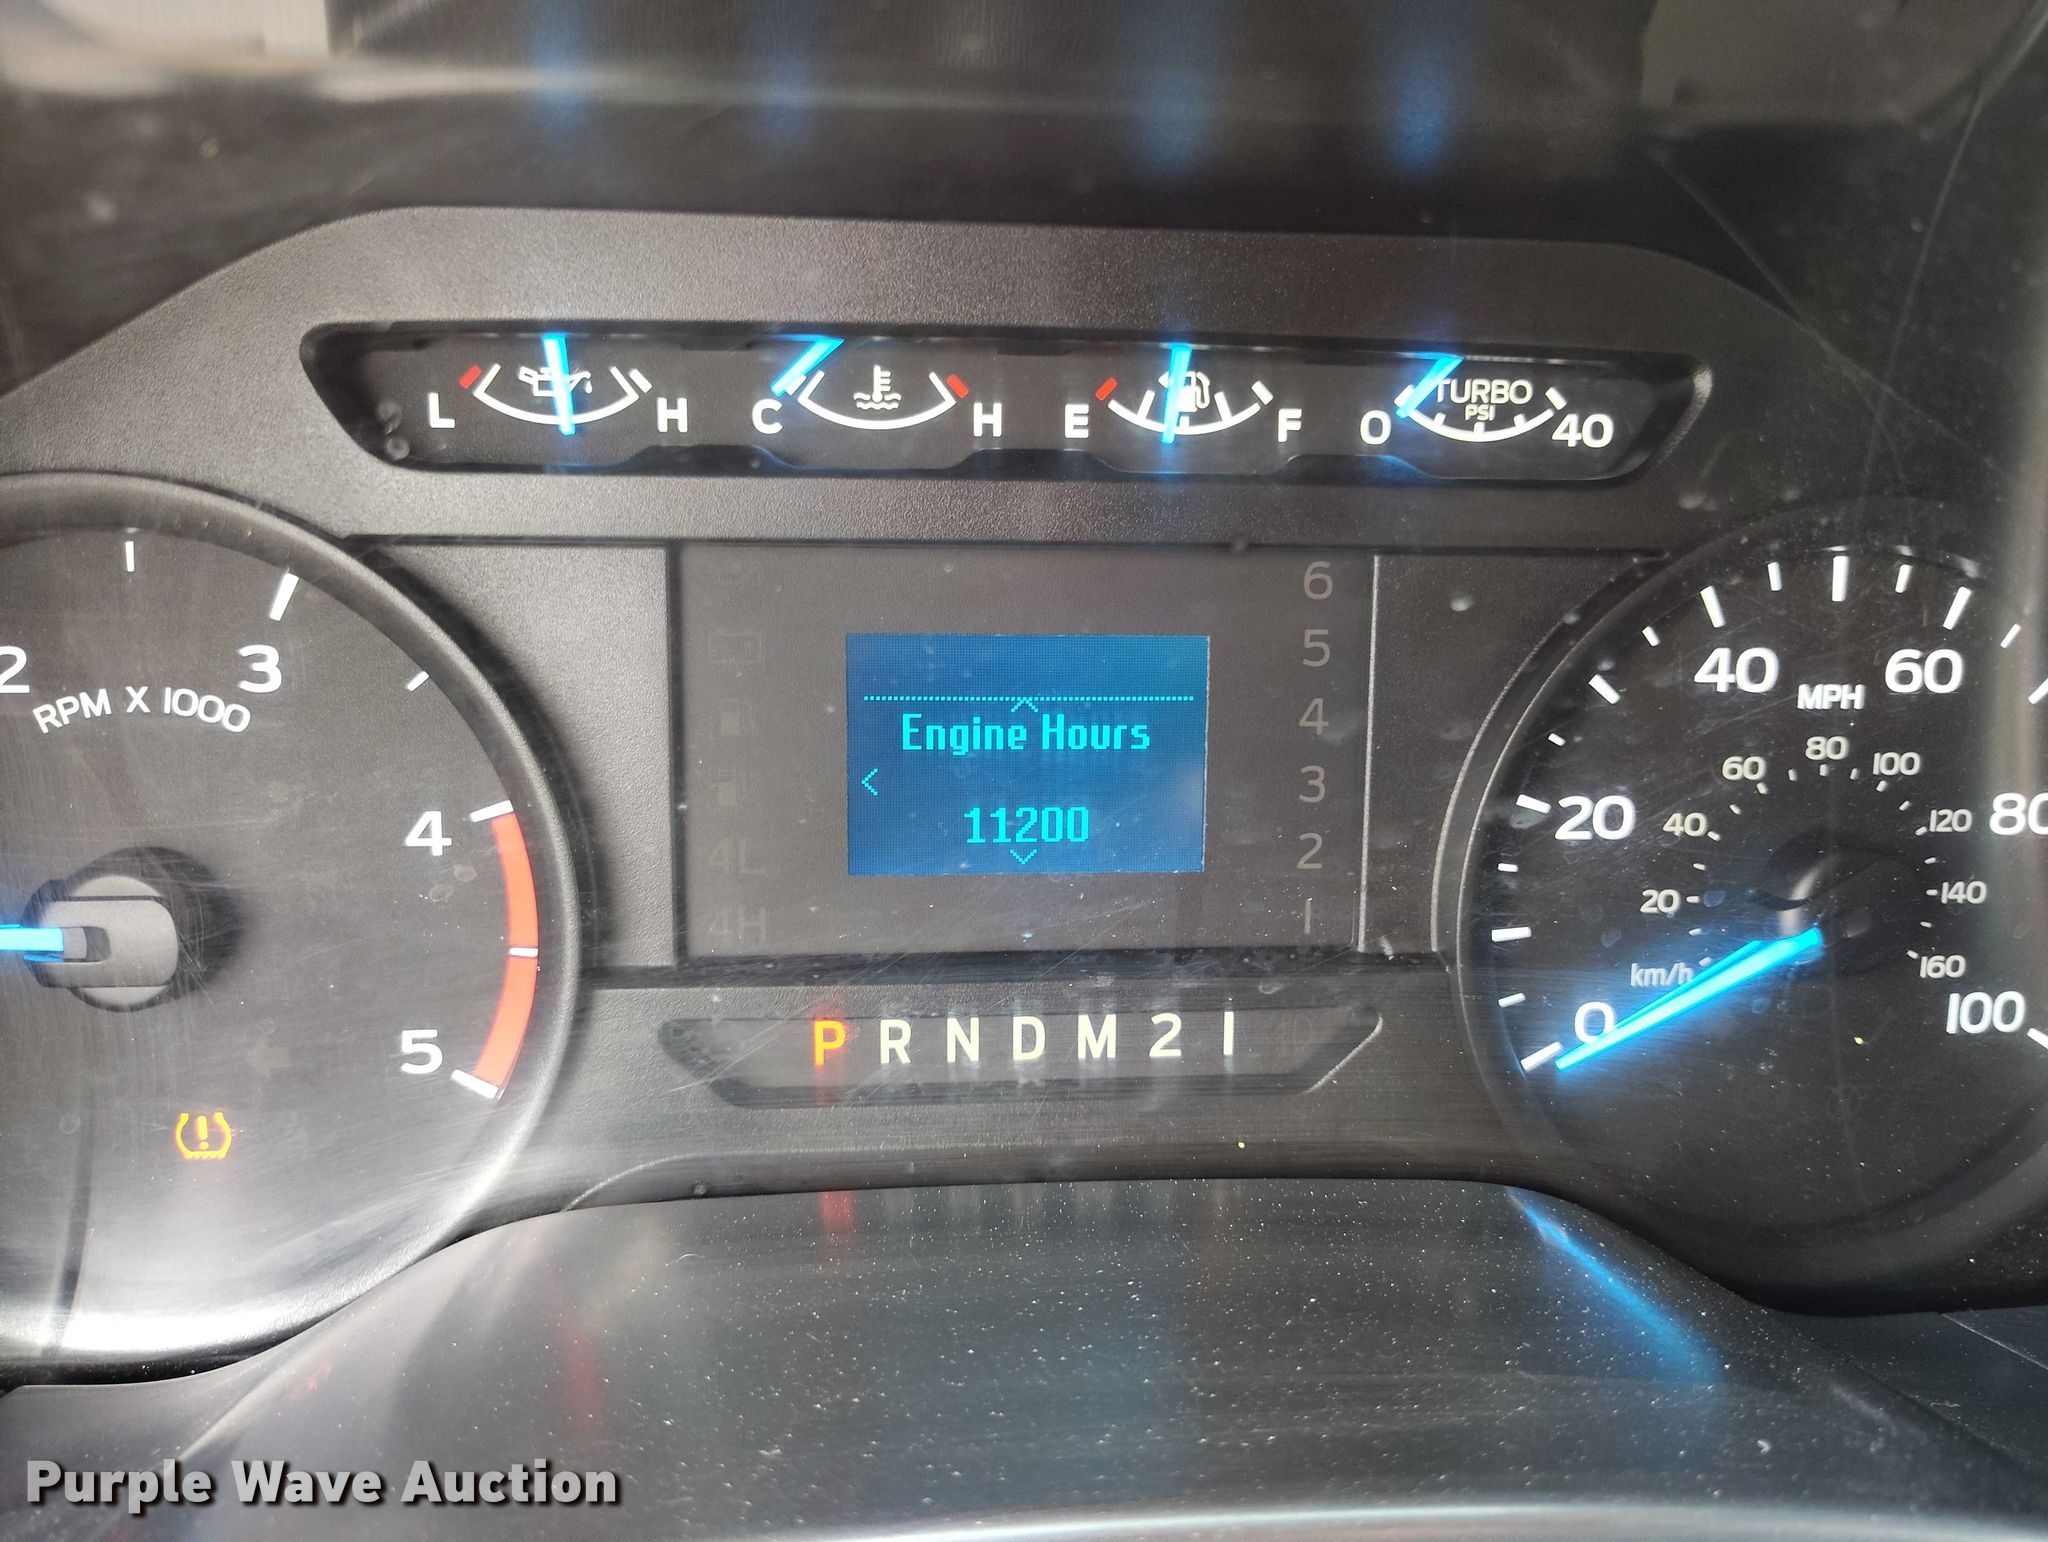 L H C H E F 0 TURBO PSI 40
2 3 4 5
RPM X 1000
Engine Hours
<
11200
6
5
4
3
2
1
4L
4H
P R N D M 2 1
0 20 40 60 80 100
MPH
20 40 60 80 100 120 140 160
km/h
Purple Wave Auction